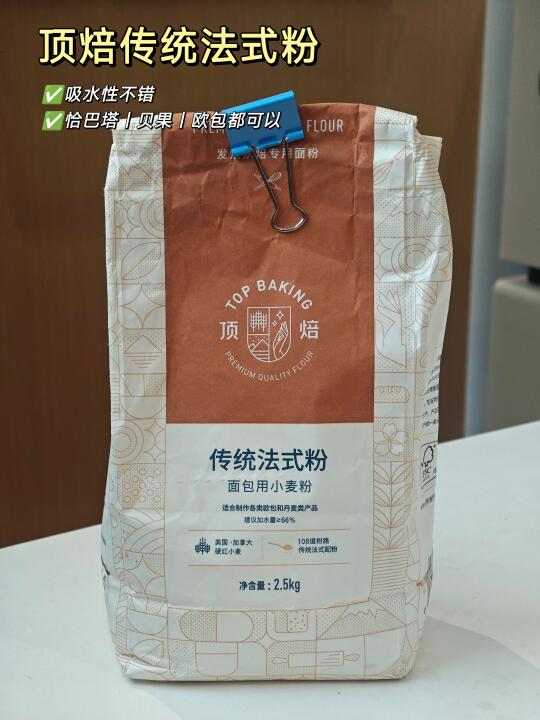 顶焙传统法式粉
✅吸水性不错
✅恰巴塔|贝果|欧包都可以
FLOUR
专用面粉
TOP BAKING
顶焙
PREMIUM QUALITY FLOUR
传统法式粉
面包用小麦粉
适合制作各类欧包和丹麦类产品
建议加水量≥66%
美国·加拿大
硬红小麦
108道粉路
传统法式配粉
净含量：2.5kg
FSC